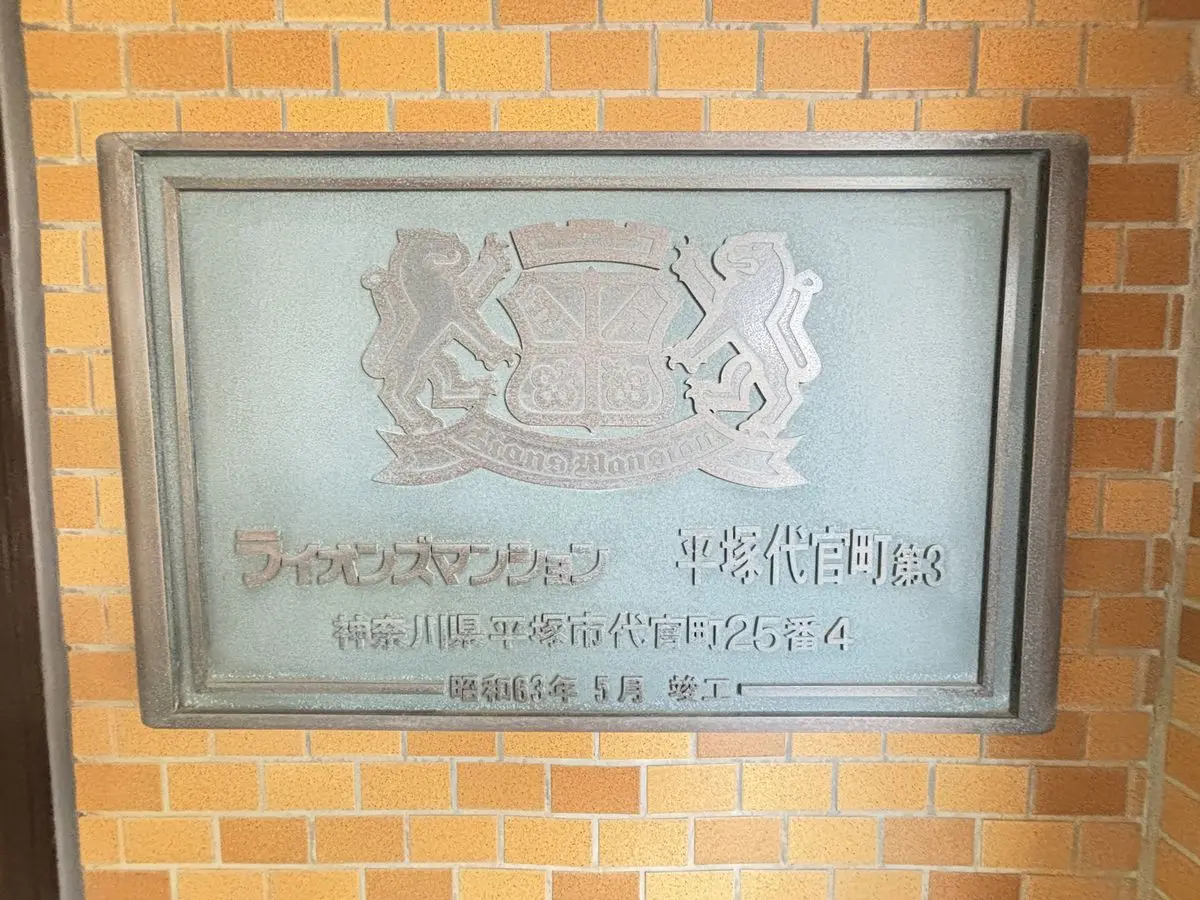 Lions Mansion
ライオンズマンション 平塚代官町第3
神奈川県平塚市代官町25番4
昭和63年 5月 竣工